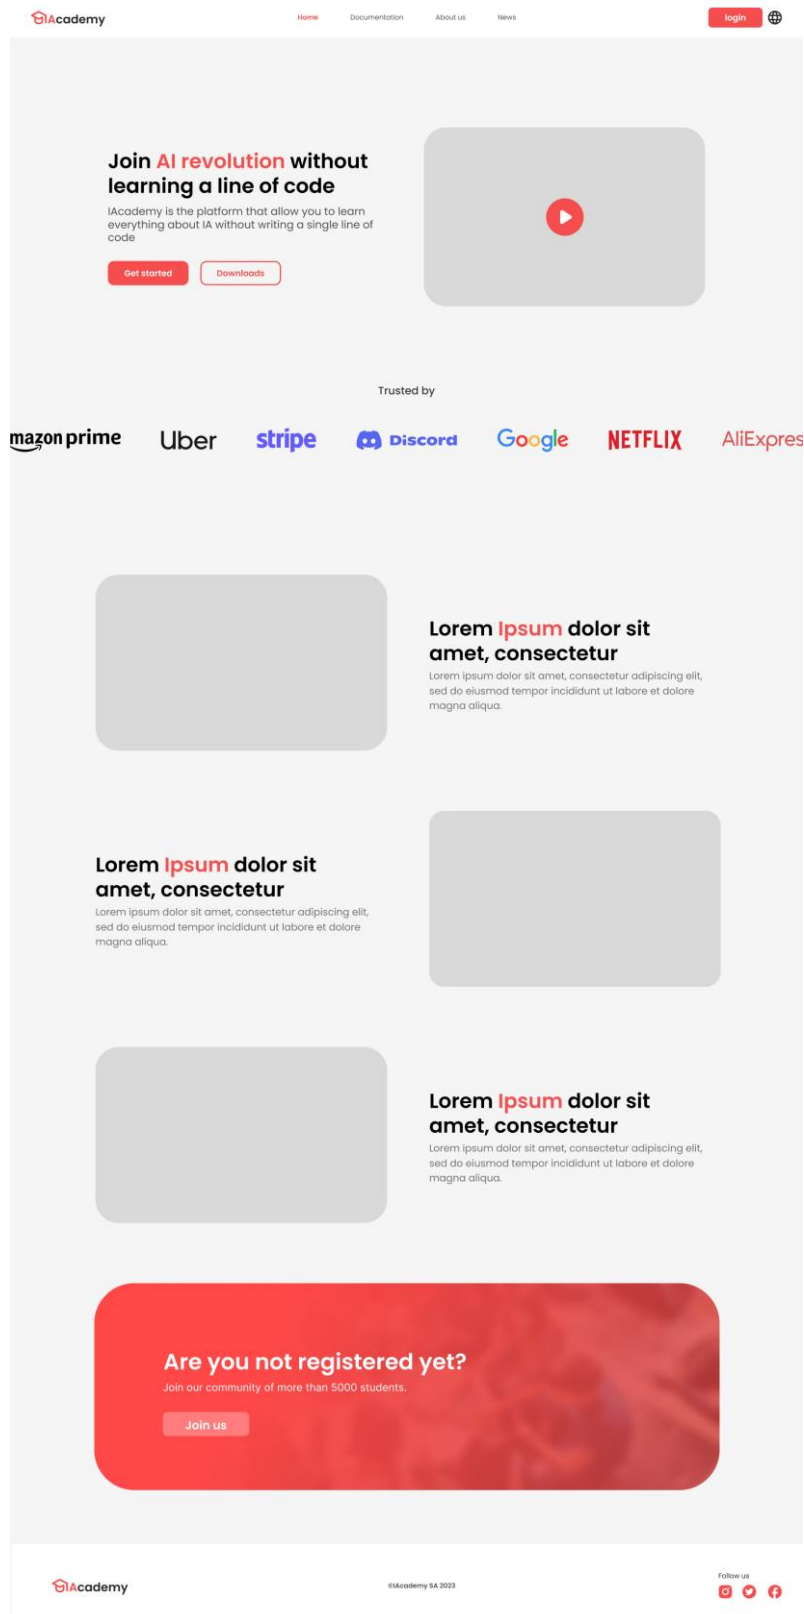 IAcademy
Home
Documentation
About us
News
login
Join AI revolution without
learning a line of code
IAcademy is the platform that allow you to learn
everything about IA without writing a single line of
code
Get started
Downloads
Trusted by
mazon prime
Uber
stripe
Discord
Google
NETFLIX
AliExpres
Lorem Ipsum dolor sit
amet, consectetur
Lorem ipsum dolor sit amet, consectetur adipiscing elit,
sed do eiusmod tempor incididunt ut labore et dolore
magna aliqua.
Lorem Ipsum dolor sit
amet, consectetur
Lorem ipsum dolor sit amet, consectetur adipiscing elit,
sed do eiusmod tempor incididunt ut labore et dolore
magna aliqua.
Lorem Ipsum dolor sit
amet, consectetur
Lorem ipsum dolor sit amet, consectetur adipiscing elit,
sed do eiusmod tempor incididunt ut labore et dolore
magna aliqua.
Are you not registered yet?
Join our community of more than 5000 students.
Join us
IAcademy
©IAcademy SA 2023
Follow us